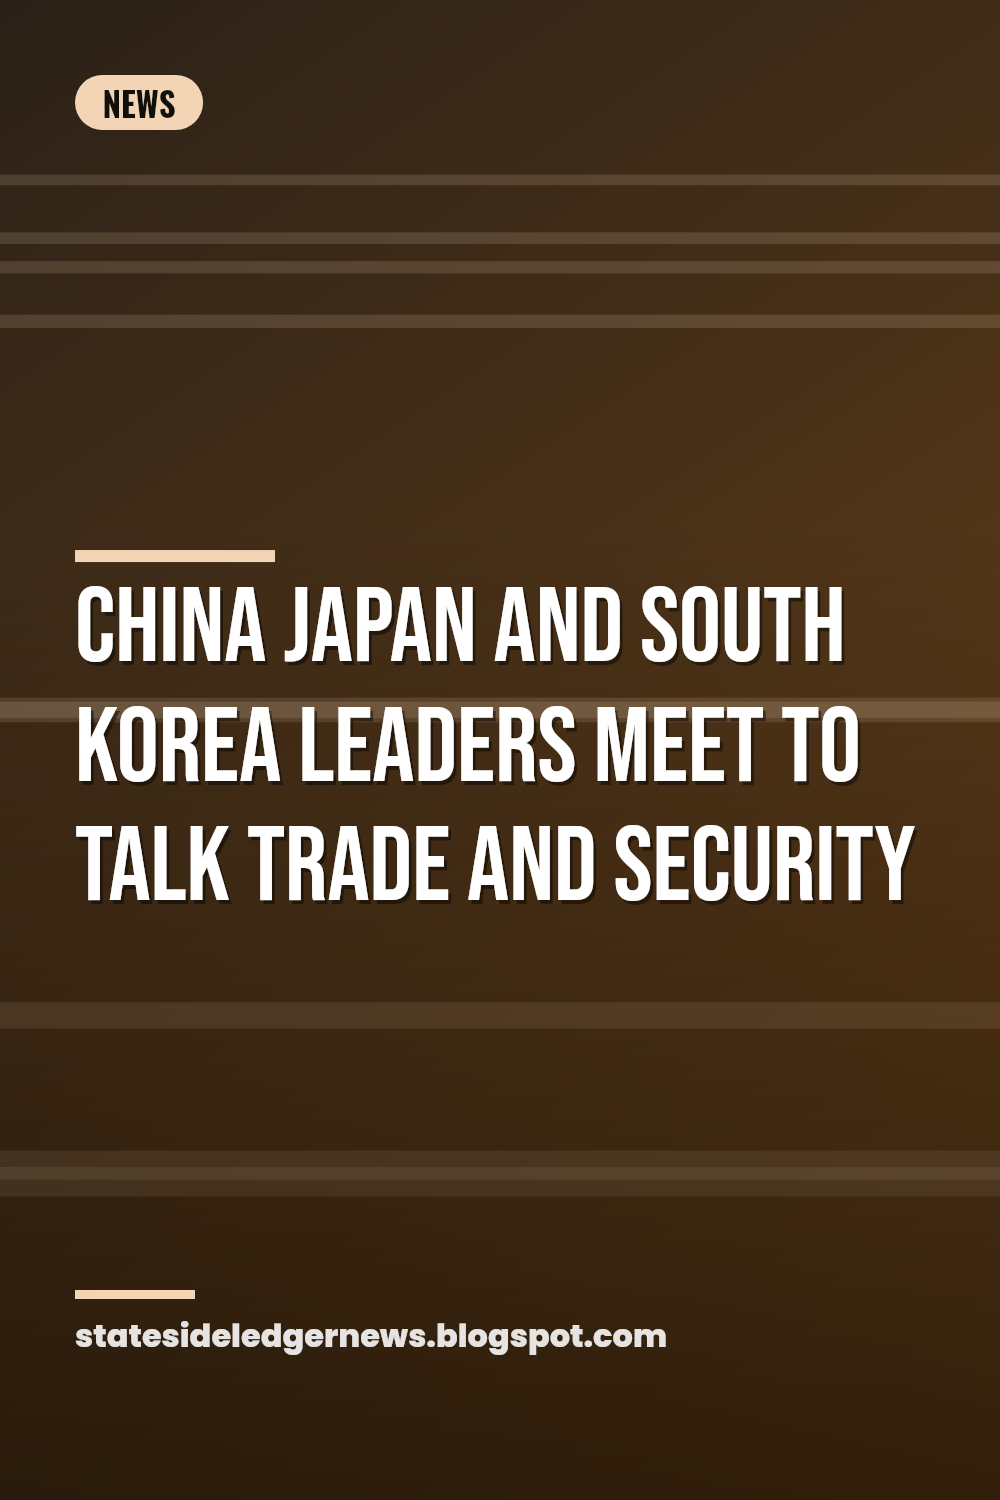 NEWS
CHINA JAPAN AND SOUTH
KOREA LEADERS MEET TO
TALK TRADE AND SECURITY
statesideledgernews.blogspot.com